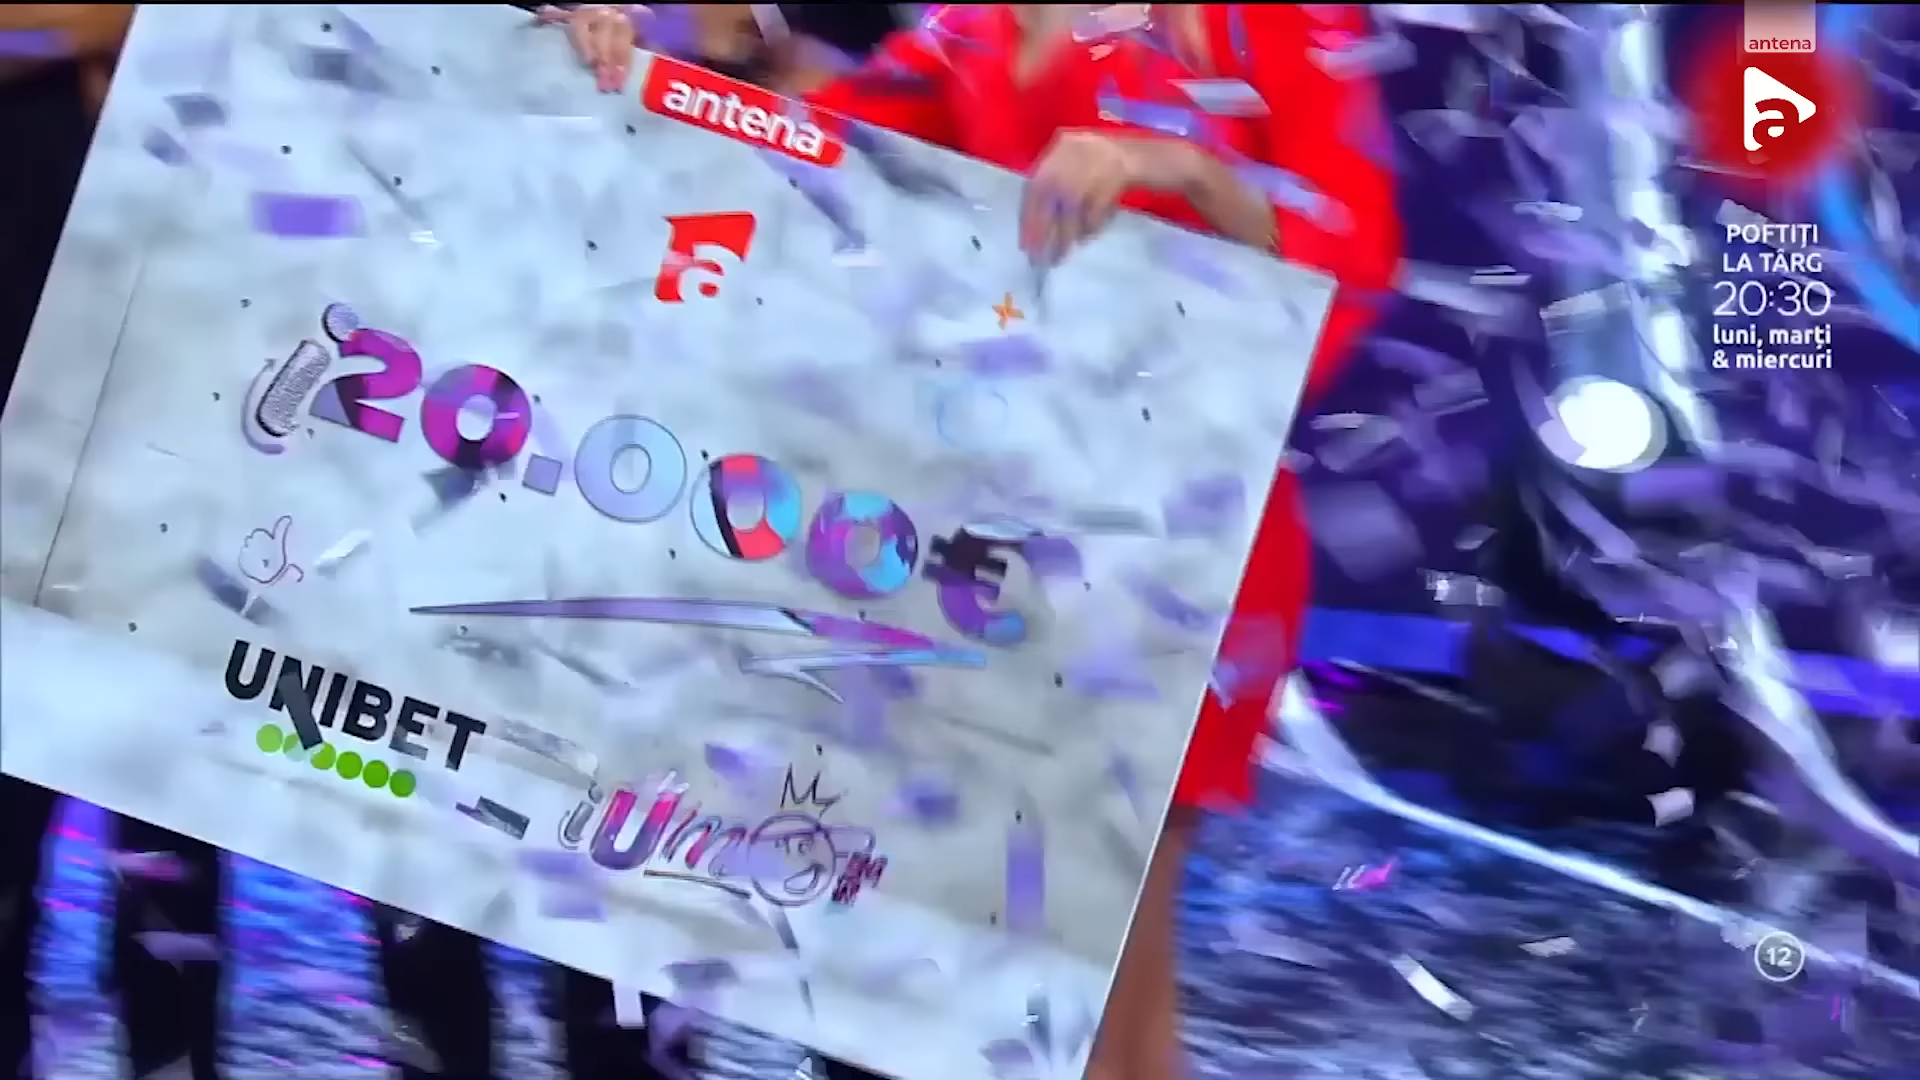 antena
antena
a
POFTIȚI
LA TÂRG
20:30
luni, marți
& miercuri
a
20.000€
UNIBET
iUmor
12